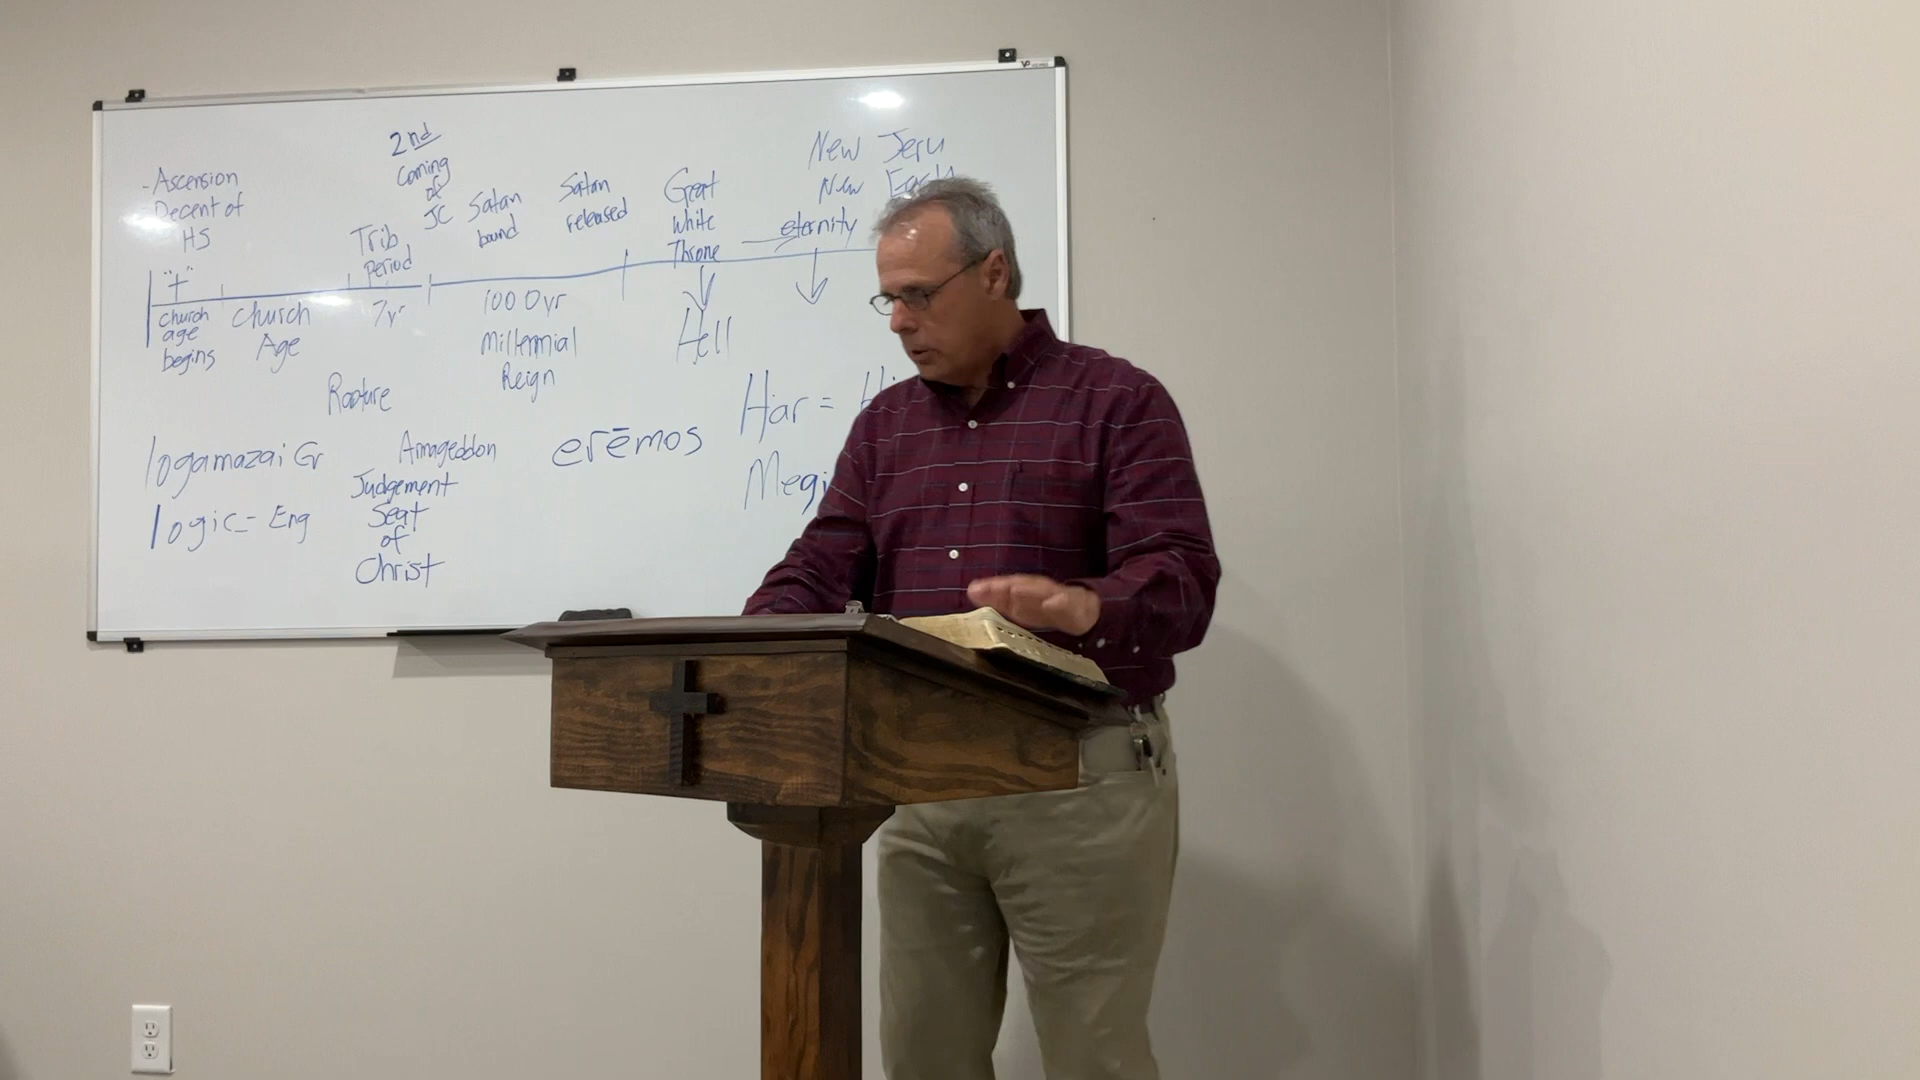 - Ascension
Decent of
HS
"+"
church
age
begins
church
Age
Trib
Period
7yr
Rapture
2nd
Coming
of
JC
Satan
bound
Satan
released
1000yr
Millennial
Reign
Great
White
Throne
Hell
New Jeru
New Earth
eternity
logamazai Gr
logic = Eng
Armageddon
Judgement
Seat
of
Christ
erēmos
Har =
Megi